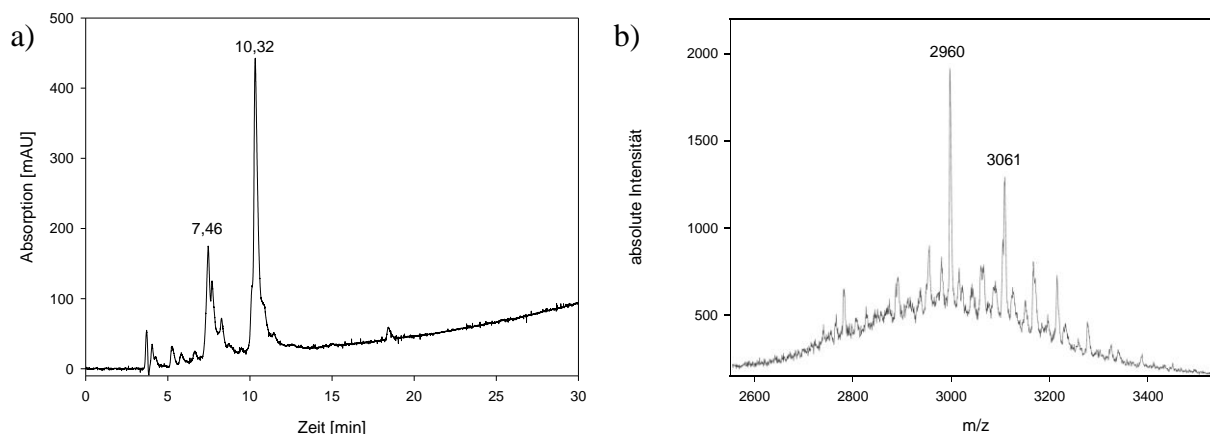 a)
500
400
300
200
100
0
Absorption [mAU]
7,46
10,32
0 5 10 15 20 25 30
Zeit [min]
b)
2000
1500
1000
500
absolute Intensität
2960
3061
2600 2800 3000 3200 3400
m/z